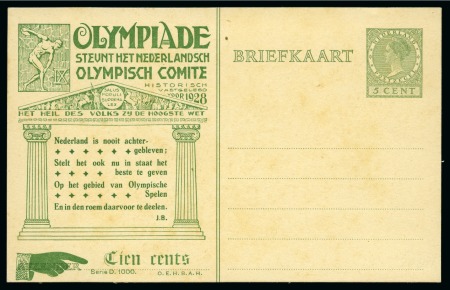 OLYMPIADE
STEUNT HET NEDERLANDSCH
OLYMPISCH COMITE
HISTORISCH
VASTGELEGD
VOOR 1928
IX
SALUS
POPULI
SUPREMA
LEX
HET HEIL DES VOLKS ZY DE HOOGSTE WET
Nederland is nooit achter-
gebleven;
Stelt het ook nu in staat het
beste te geven
Op het gebied van Olympische
Spelen
En in den roem daarvoor te deelen.
J.B.
Tien cents
Serie D. 1000.
O.E.H.S.A.H.
BRIEFKAART
5 CENT